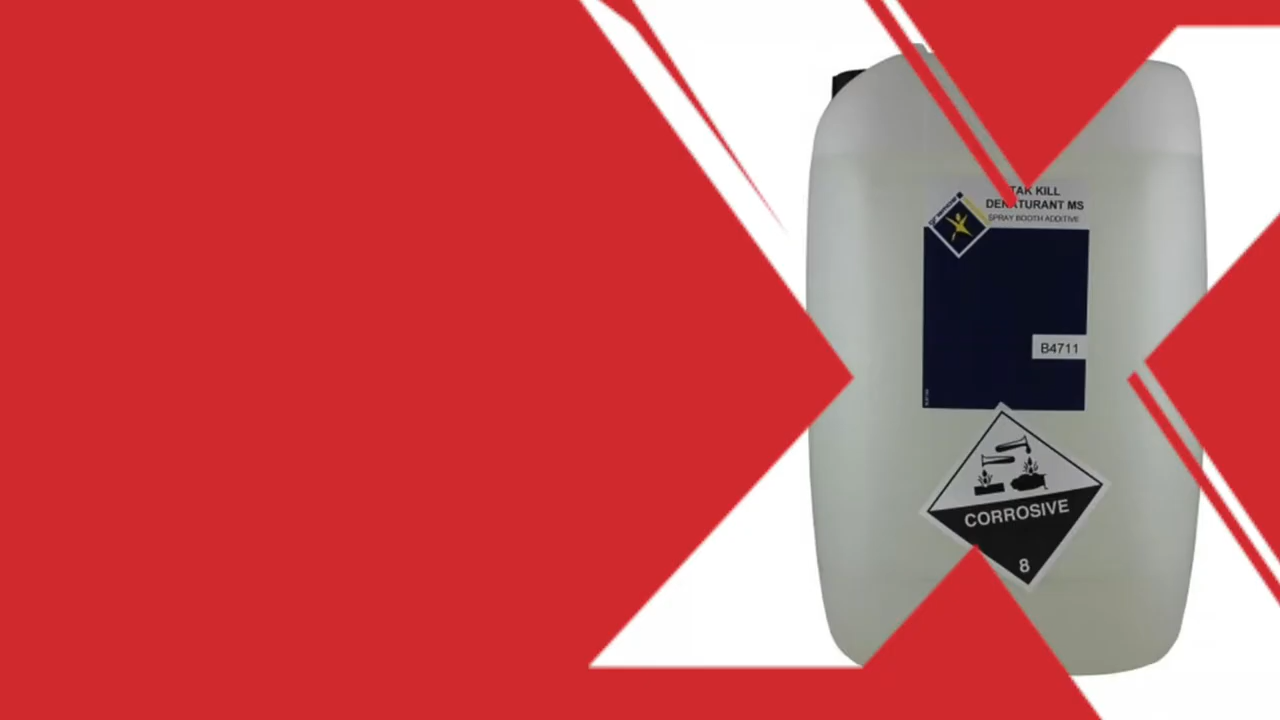 TAK KILL
DENATURANT MS
SPRAY BOOTH ADDITIVE
B4711
CORROSIVE
8